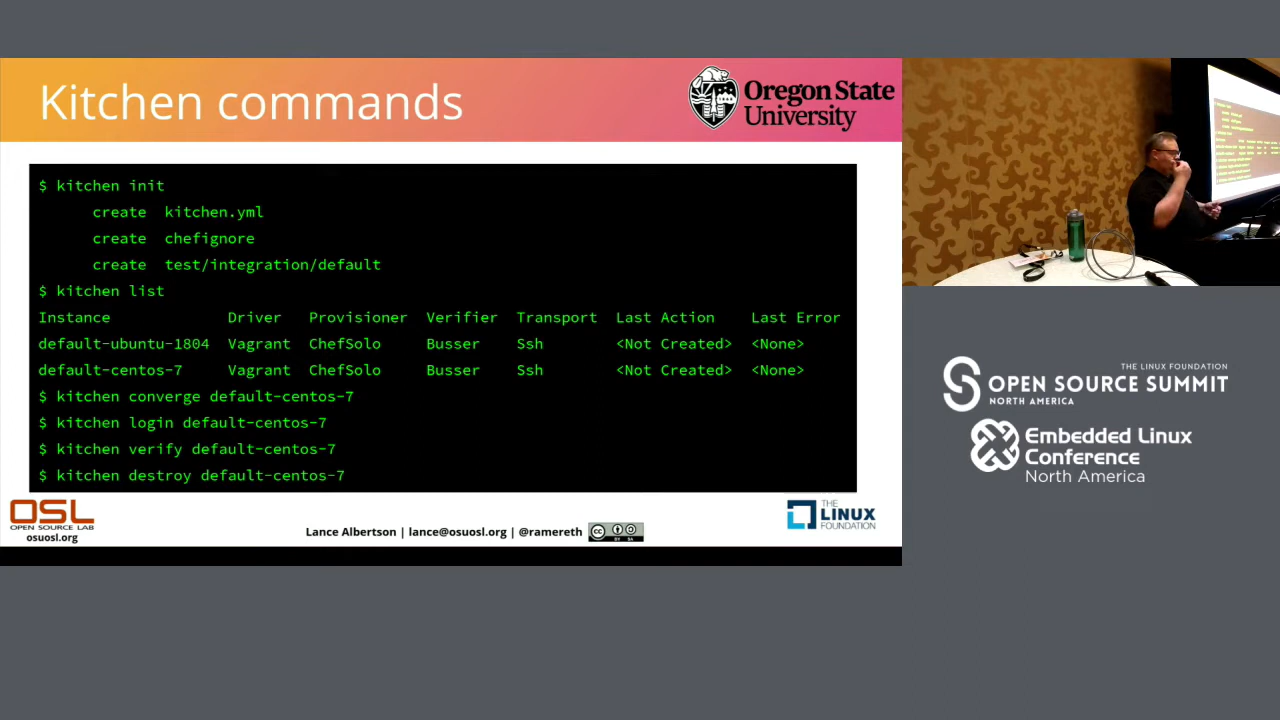 Kitchen commands
Oregon State
University
$ kitchen init
create kitchen.yml
create chefignore
create test/integration/default
$ kitchen list
Instance Driver Provisioner Verifier Transport Last Action Last Error
default-ubuntu-1804 Vagrant ChefSolo Busser Ssh <Not Created> <None>
default-centos-7 Vagrant ChefSolo Busser Ssh <Not Created> <None>
$ kitchen converge default-centos-7
$ kitchen login default-centos-7
$ kitchen verify default-centos-7
$ kitchen destroy default-centos-7
OSL
OPEN SOURCE LAB
osuosl.org
Lance Albertson | lance@osuosl.org | @ramereth
cc BY SA
THE
LINUX
FOUNDATION
THE LINUX FOUNDATION
OPEN SOURCE SUMMIT
NORTH AMERICA
Embedded Linux
Conference
North America